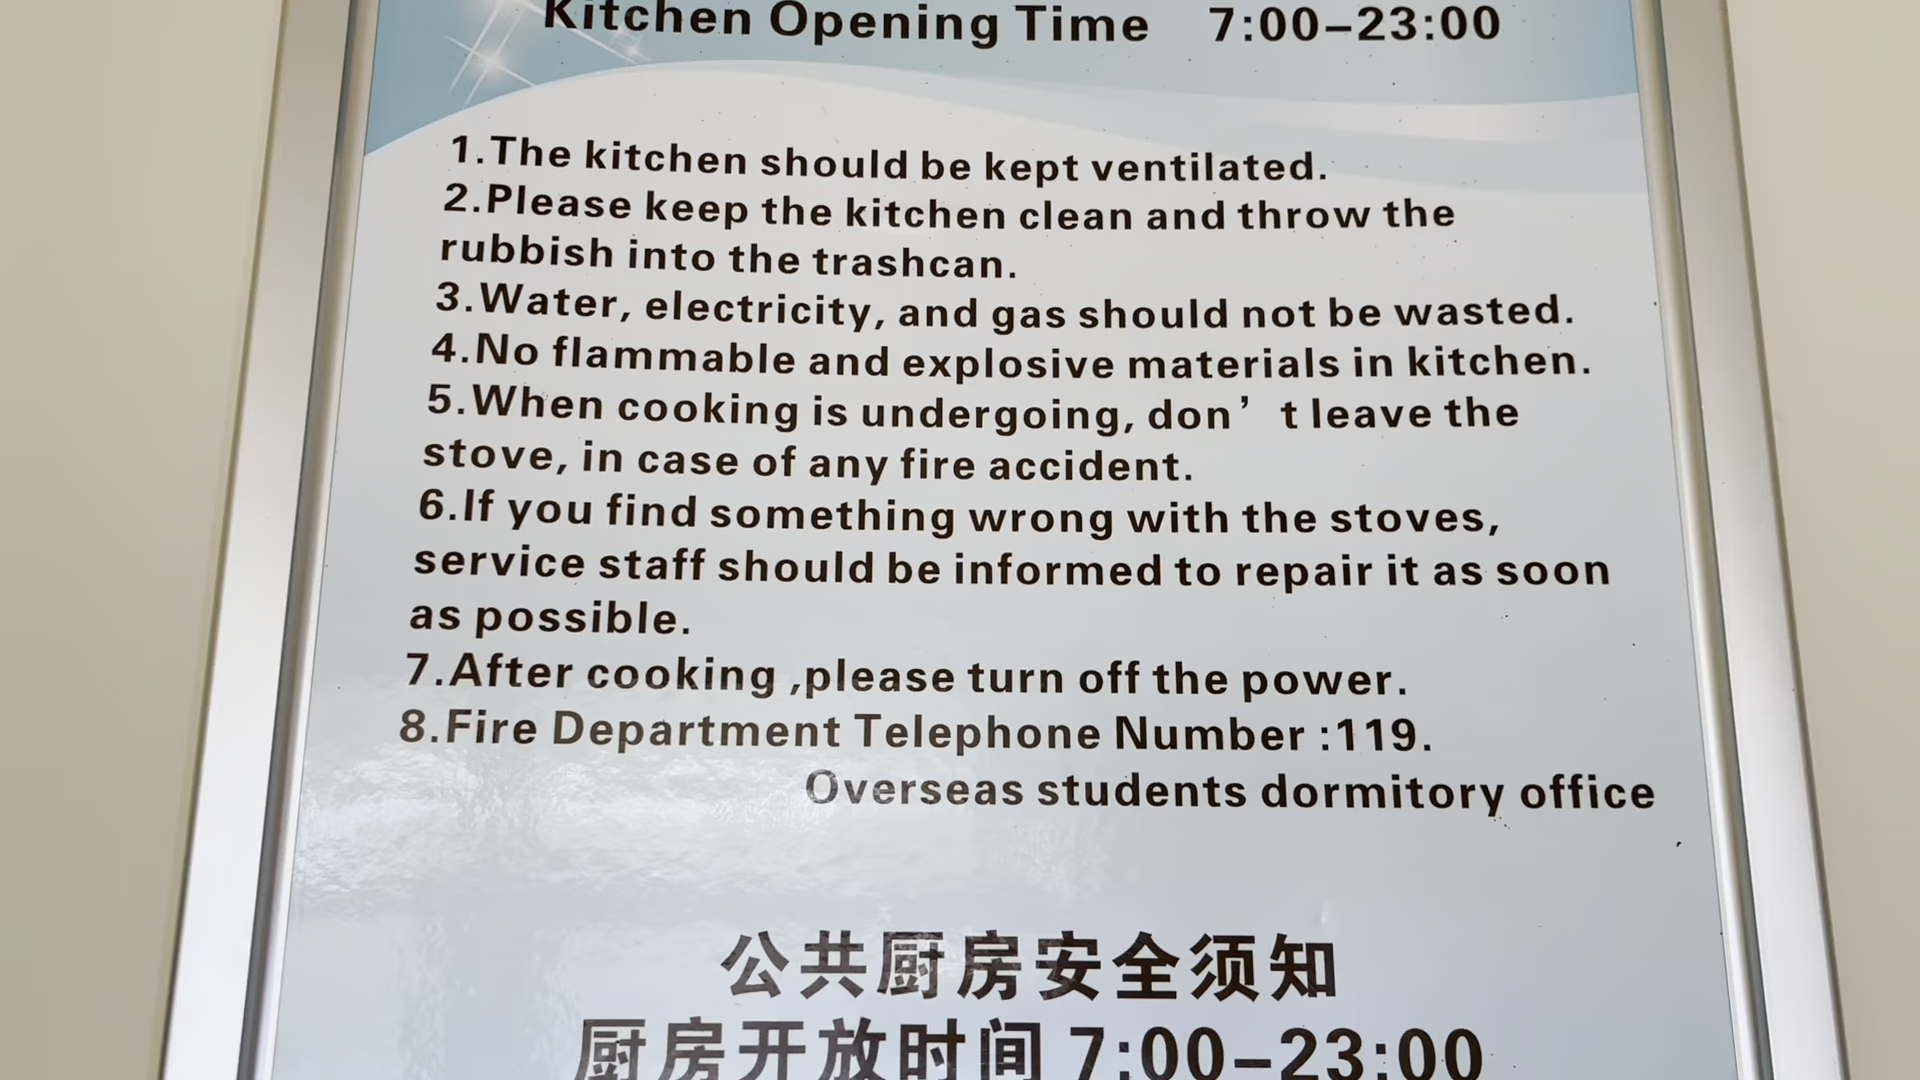 Kitchen Opening Time 7:00-23:00
1.The kitchen should be kept ventilated.
2.Please keep the kitchen clean and throw the
rubbish into the trashcan.
3.Water, electricity, and gas should not be wasted.
4.No flammable and explosive materials in kitchen.
5.When cooking is undergoing, don’ t leave the
stove, in case of any fire accident.
6.If you find something wrong with the stoves,
service staff should be informed to repair it as soon
as possible.
7.After cooking ,please turn off the power.
8.Fire Department Telephone Number :119.
Overseas students dormitory office
公共厨房安全须知
厨房开放时间 7:00-23:00